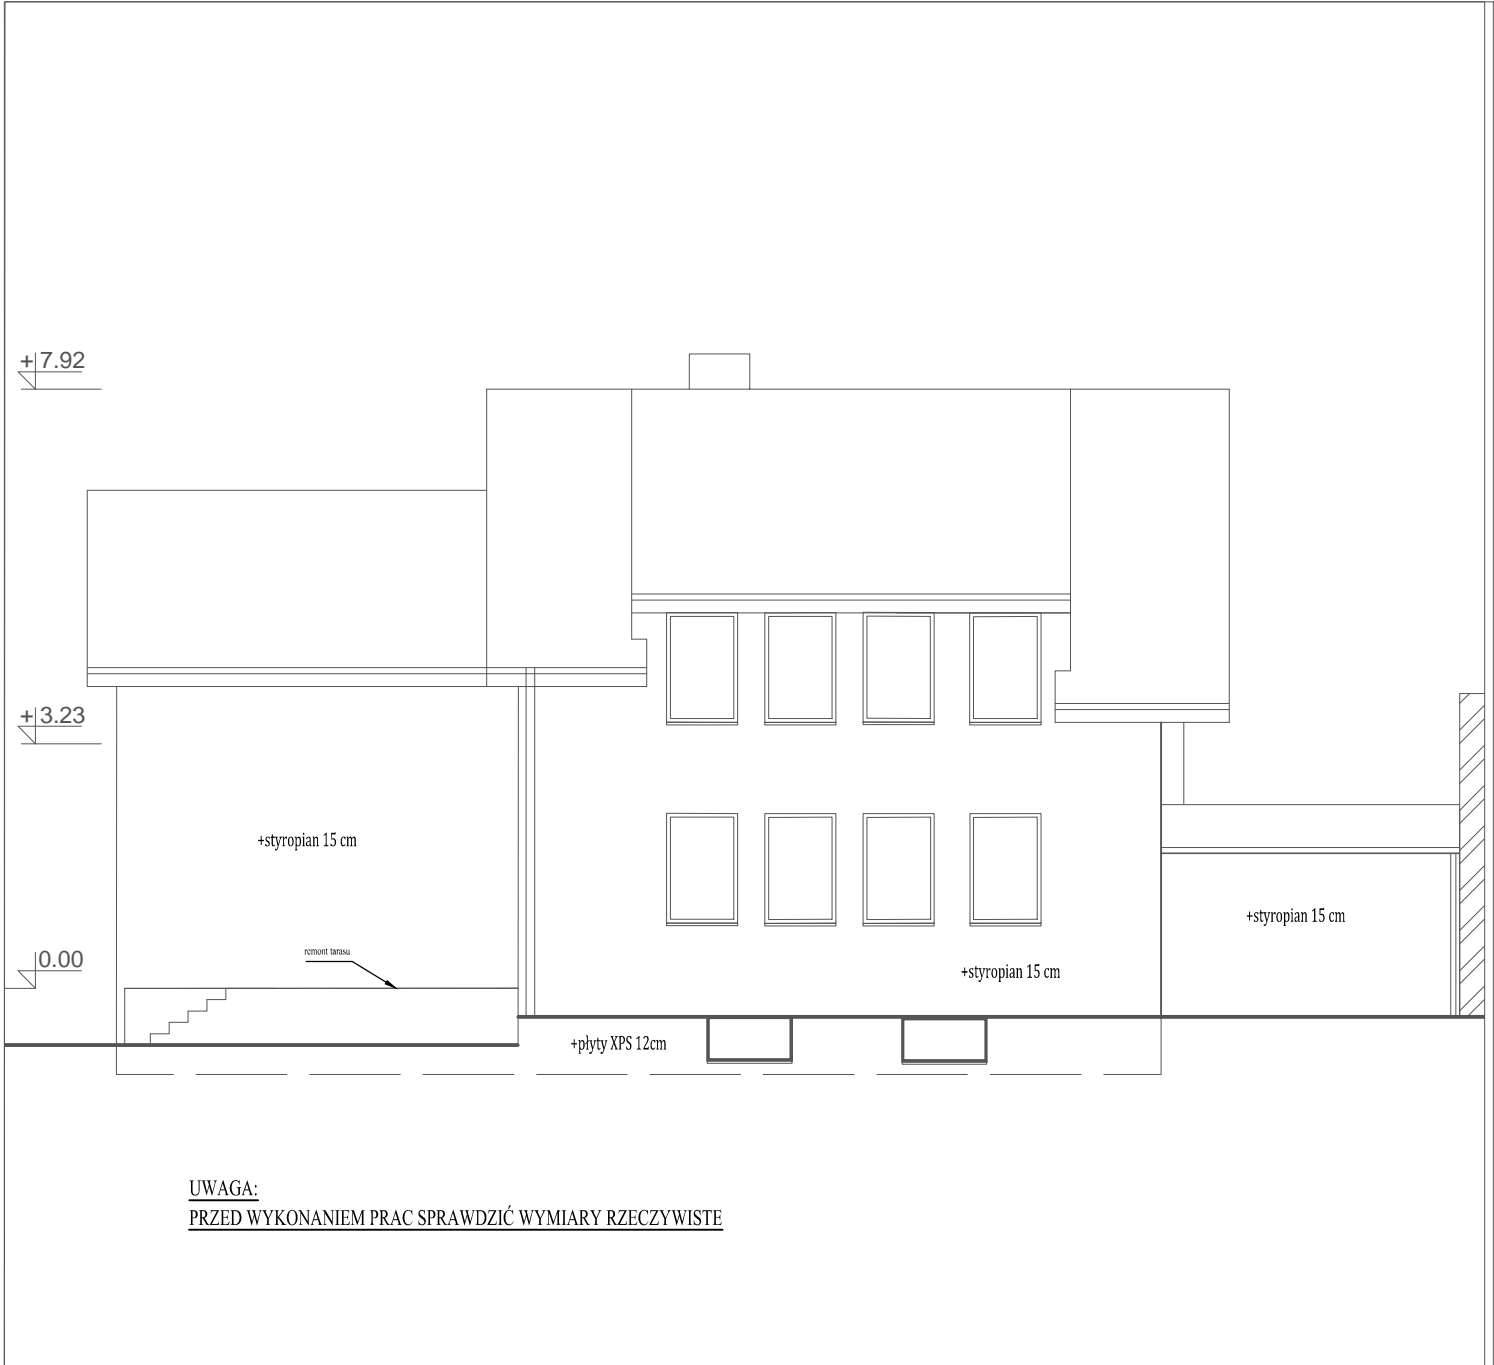 +7.92
+3.23
+styropian 15 cm
+styropian 15 cm
remont tarasu
0.00
+styropian 15 cm
+płyty XPS 12cm
UWAGA:
PRZED WYKONANIEM PRAC SPRAWDZIĆ WYMIARY RZECZYWISTE